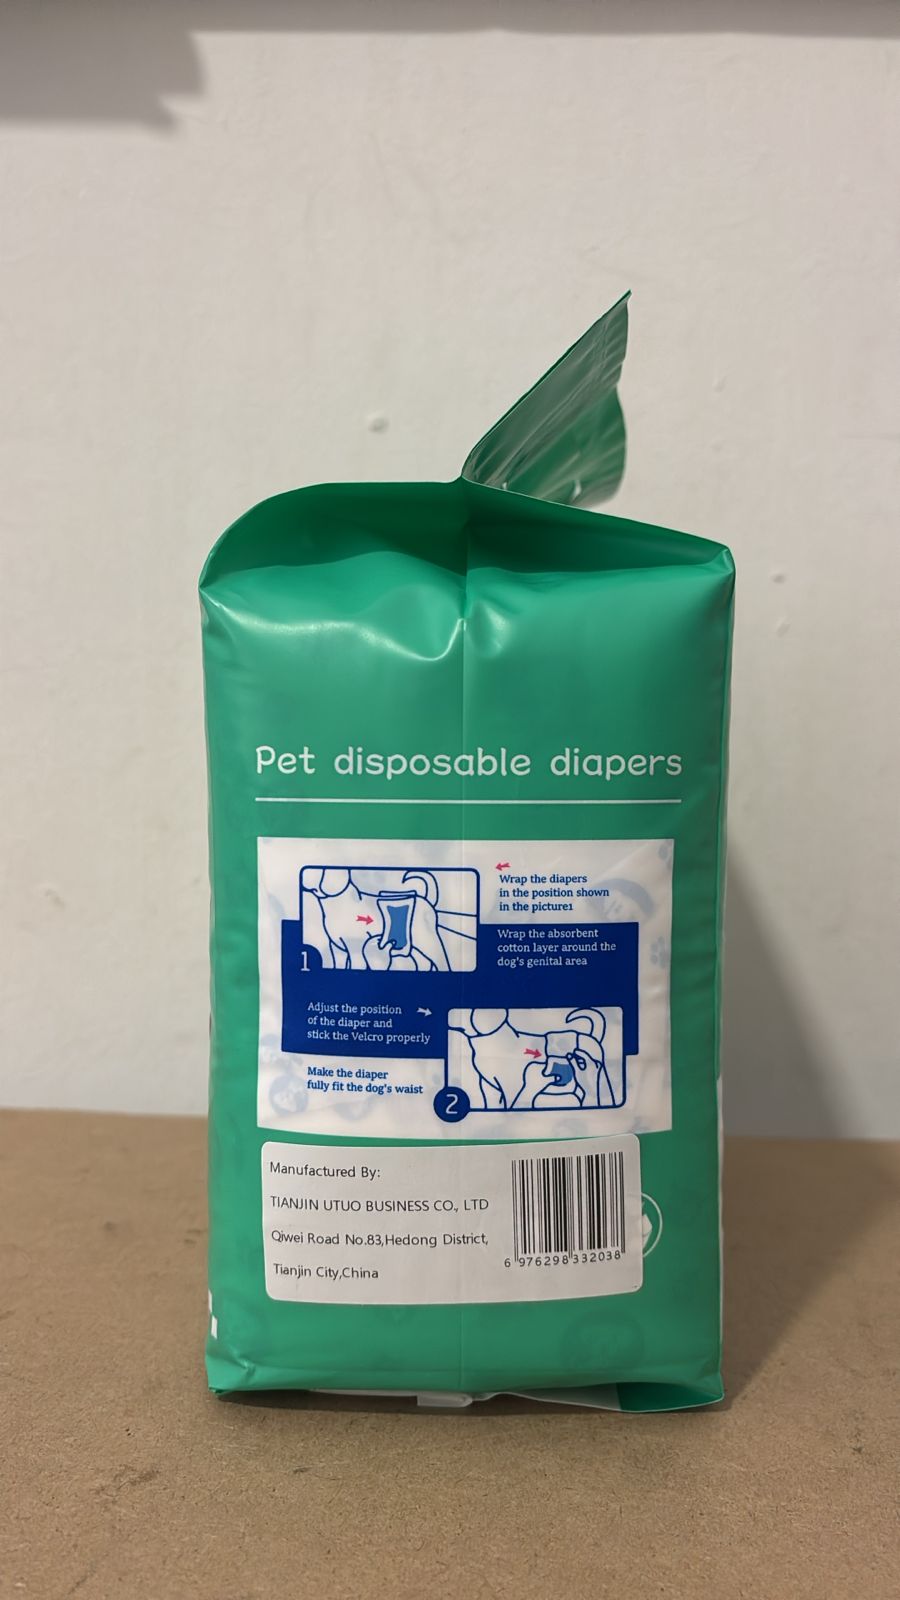 Pet disposable diapers
Wrap the diapers
in the position shown
in the picture1
1
Wrap the absorbent
cotton layer around the
dog's genital area
Adjust the position
of the diaper and
stick the Velcro properly
Make the diaper
fully fit the dog's waist
2
Manufactured By:
TIANJIN UTUO BUSINESS CO., LTD
Qiwei Road No.83,Hedong District,
Tianjin City,China
6 976298 332038